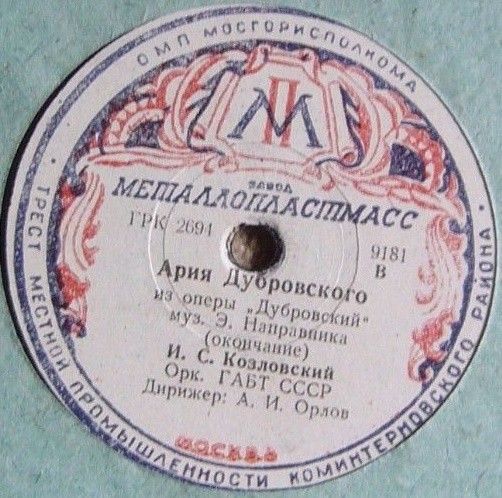 ОМП МОСГОРИСПОЛКОМА
МП
ЗАВОД
МЕТАЛЛОПЛАСТМАСС
ГРК 2694
9181
В
Ария Дубровского
из оперы „Дубровский"
муз. Э. Направника
(окончание)
И. С. Козловский
Орк. ГАБТ СССР
Дирижер: А. И. Орлов
МОСКВА
ТРЕСТ МЕСТНОЙ ПРОМЫШЛЕННОСТИ КОМИНТЕРНОВСКОГО РАЙОНА